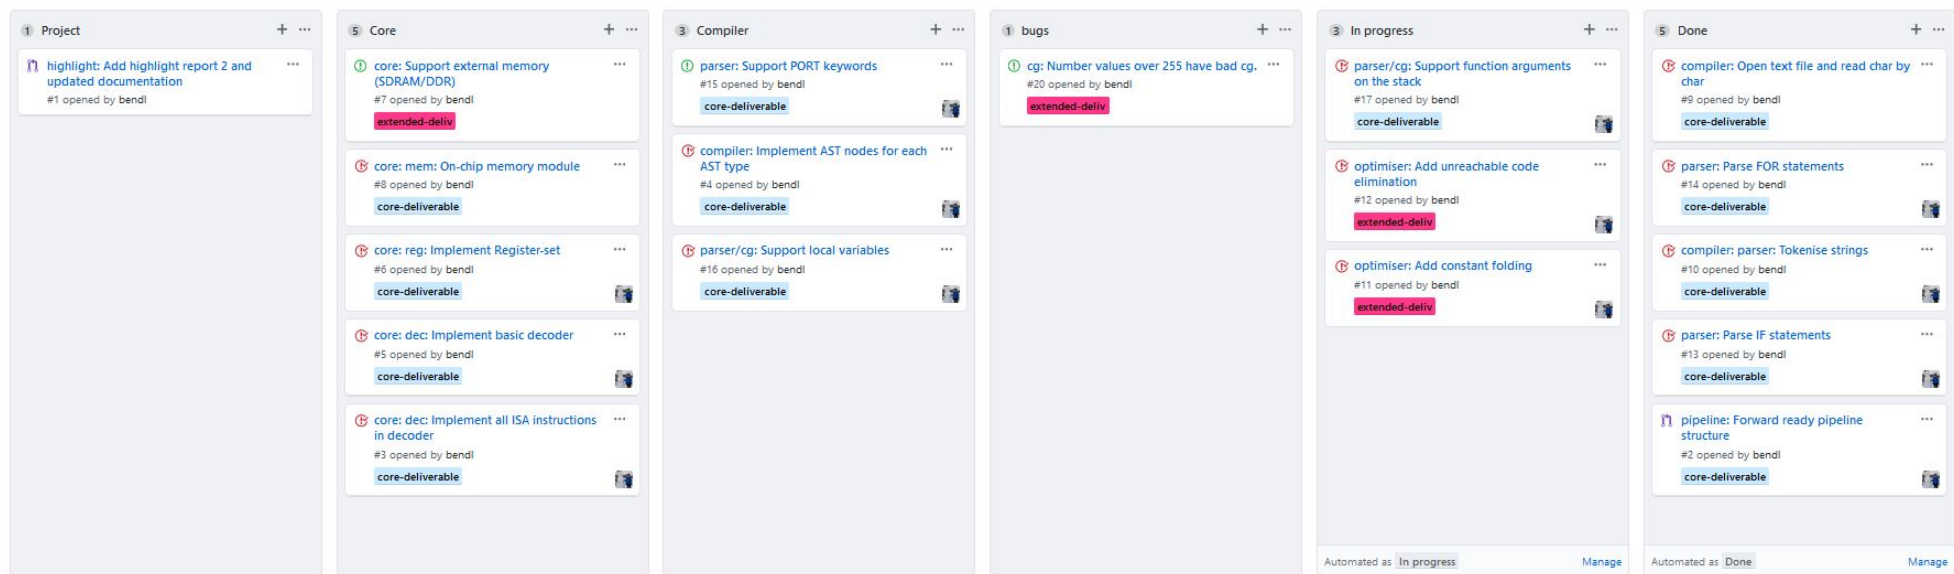 1 Project + ...
highlight: Add highlight report 2 and ...
updated documentation
#1 opened by bendl
5 Core + ...
core: Support external memory ...
(SDRAM/DDR)
#7 opened by bendl
extended-deliv
core: mem: On-chip memory module ...
#8 opened by bendl
core-deliverable
core: reg: Implement Register-set ...
#6 opened by bendl
core-deliverable
core: dec: Implement basic decoder ...
#5 opened by bendl
core-deliverable
core: dec: Implement all ISA instructions ...
in decoder
#3 opened by bendl
core-deliverable
3 Compiler + ...
parser: Support PORT keywords ...
#15 opened by bendl
core-deliverable
compiler: Implement AST nodes for each ...
AST type
#4 opened by bendl
core-deliverable
parser/cg: Support local variables ...
#16 opened by bendl
core-deliverable
1 bugs + ...
cg: Number values over 255 have bad cg. ...
#20 opened by bendl
extended-deliv
3 In progress + ...
parser/cg: Support function arguments ...
on the stack
#17 opened by bendl
core-deliverable
optimiser: Add unreachable code ...
elimination
#12 opened by bendl
extended-deliv
optimiser: Add constant folding ...
#11 opened by bendl
extended-deliv
Automated as In progress Manage
5 Done + ...
compiler: Open text file and read char by ...
char
#9 opened by bendl
core-deliverable
parser: Parse FOR statements ...
#14 opened by bendl
core-deliverable
compiler: parser: Tokenise strings ...
#10 opened by bendl
core-deliverable
parser: Parse IF statements ...
#13 opened by bendl
core-deliverable
pipeline: Forward ready pipeline ...
structure
#2 opened by bendl
core-deliverable
Automated as Done Manage